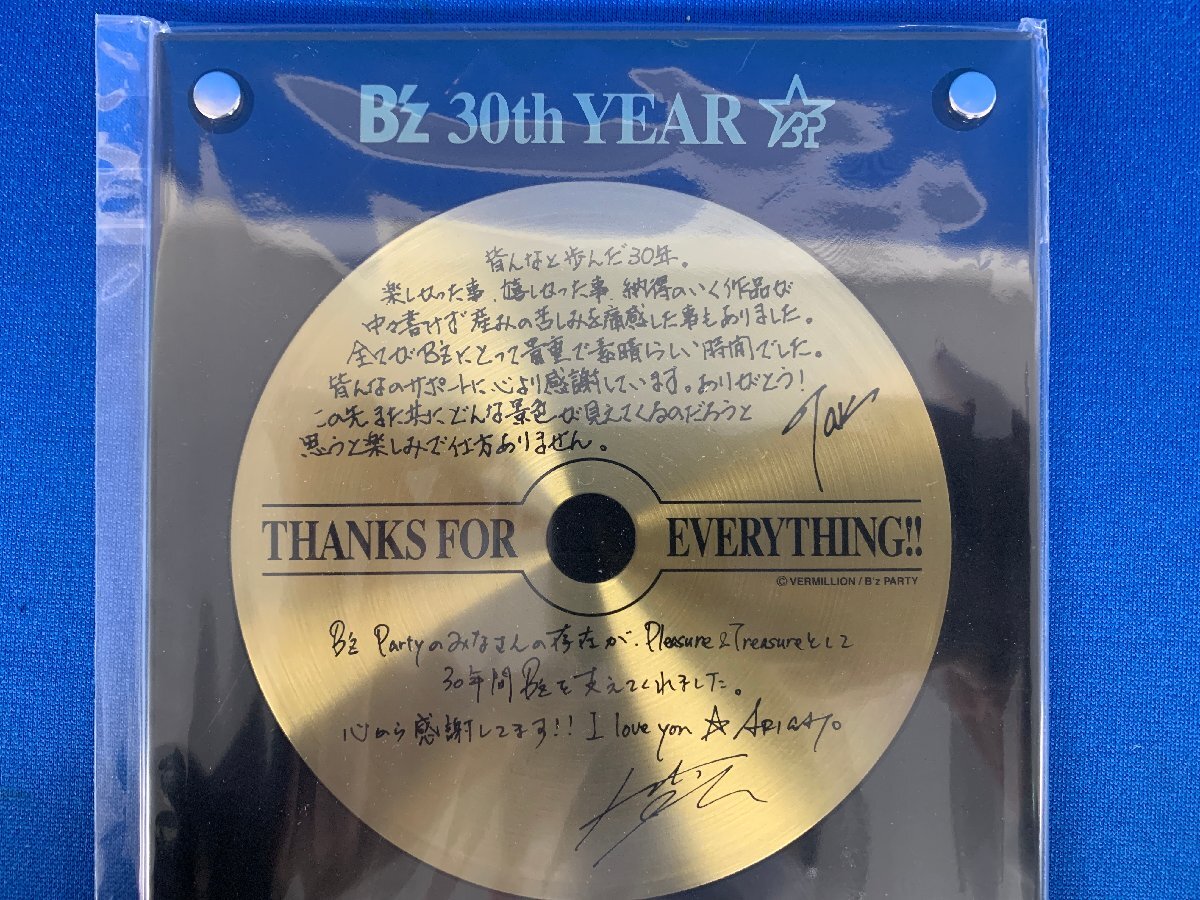 B'z 30th YEAR BP
皆んなと歩んだ30年。
楽しかった事、嬉しかった事、納得のいく作品が
中々書けず産みの苦しみを痛感した事もありました。
全てがB'zにとって貴重で素晴らしい時間でした。
皆んなのサポートに心より感謝しています。ありがとう!
この先また共にどんな景色が見えてくるのだろうと
思うと楽しみで仕方ありません。
Tak
THANKS FOR EVERYTHING!!
© VERMILLION / B'z PARTY
B'z Partyのみなさんの存在が、Pleasure & Treasureとして
30年間B'zを支えてくれました。
心から感謝してます!! I love you ☆ ARIGATO。